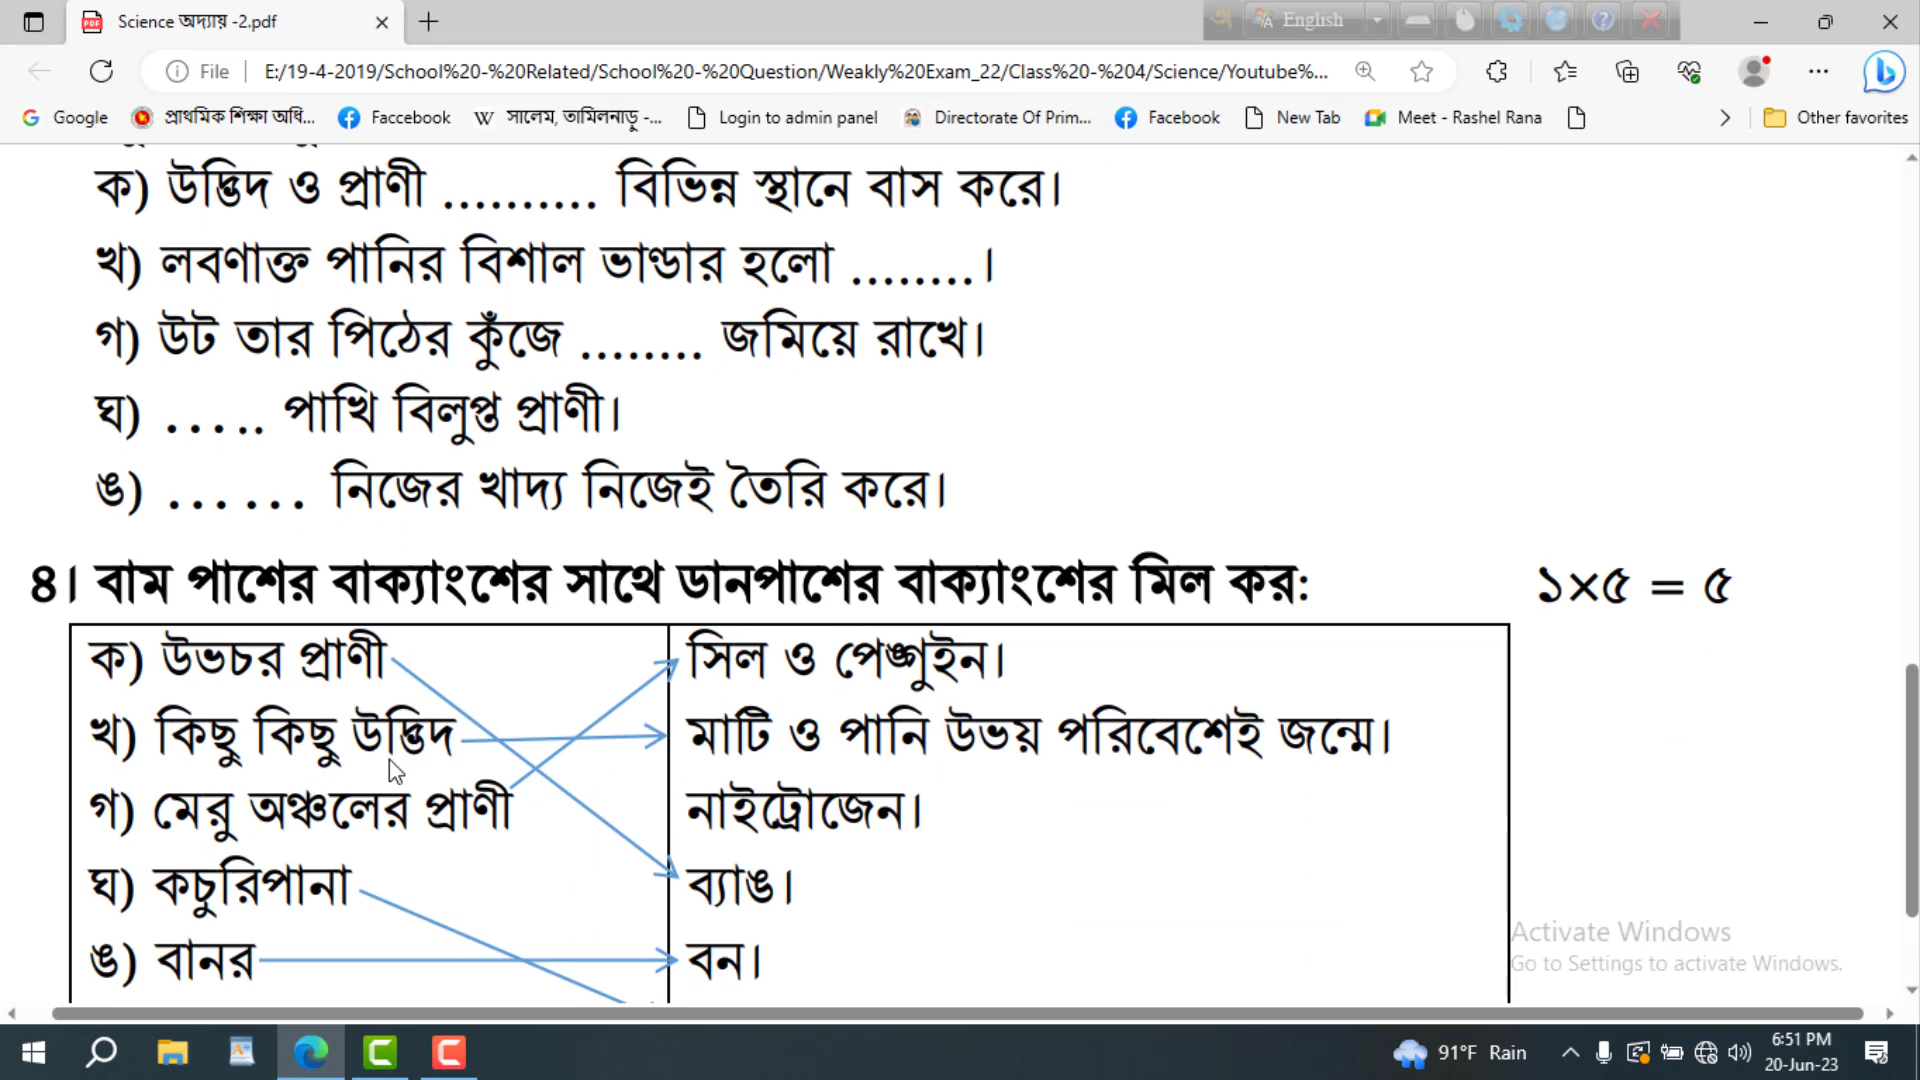 Science অদ্যায় -2.pdf
English
File
E:/19-4-2019/School%20-%20Related/School%20-%20Question/Weakly%20Exam_22/Class%20-%204/Science/Youtube%...
Google
প্রাথমিক শিক্ষা অধি...
Faccebook
সালেম, তামিলনাড়ু -...
Login to admin panel
Directorate Of Prim...
Facebook
New Tab
Meet - Rashel Rana
Other favorites
ক) উদ্ভিদ ও প্রাণী .......... বিভিন্ন স্থানে বাস করে।
খ) লবণাক্ত পানির বিশাল ভাণ্ডার হলো ........।
গ) উট তার পিঠের কুঁজে ........ জমিয়ে রাখে।
ঘ) ..... পাখি বিলুপ্ত প্রাণী।
ঙ) ...... নিজের খাদ্য নিজেই তৈরি করে।
৪। বাম পাশের বাক্যাংশের সাথে ডানপাশের বাক্যাংশের মিল কর: ১×৫ = ৫
ক) উভচর প্রাণী
সিল ও পেঙ্গুইন।
খ) কিছু কিছু উদ্ভিদ
মাটি ও পানি উভয় পরিবেশেই জন্মে।
গ) মেরু অঞ্চলের প্রাণী
নাইট্রোজেন।
ঘ) কচুরিপানা
ব্যাঙ।
ঙ) বানর
বন।
Activate Windows
Go to Settings to activate Windows.
91°F Rain
6:51 PM
20-Jun-23